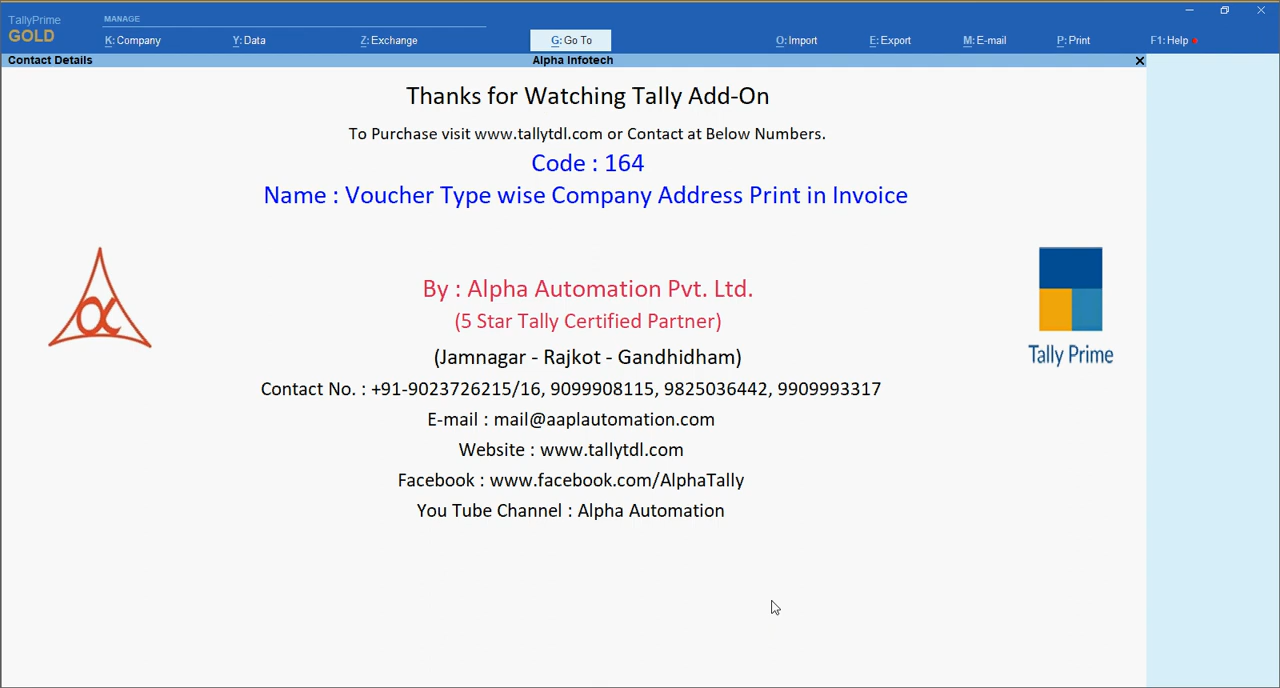 TallyPrime
GOLD
MANAGE
K: Company
Y: Data
Z: Exchange
G: Go To
O: Import
E: Export
M: E-mail
P: Print
F1: Help
Contact Details
Alpha Infotech
Thanks for Watching Tally Add-On
To Purchase visit www.tallytdl.com or Contact at Below Numbers.
Code : 164
Name : Voucher Type wise Company Address Print in Invoice
By : Alpha Automation Pvt. Ltd.
(5 Star Tally Certified Partner)
Tally Prime
(Jamnagar - Rajkot - Gandhidham)
Contact No. : +91-9023726215/16, 9099908115, 9825036442, 9909993317
E-mail : mail@aaplautomation.com
Website : www.tallytdl.com
Facebook : www.facebook.com/AlphaTally
You Tube Channel : Alpha Automation